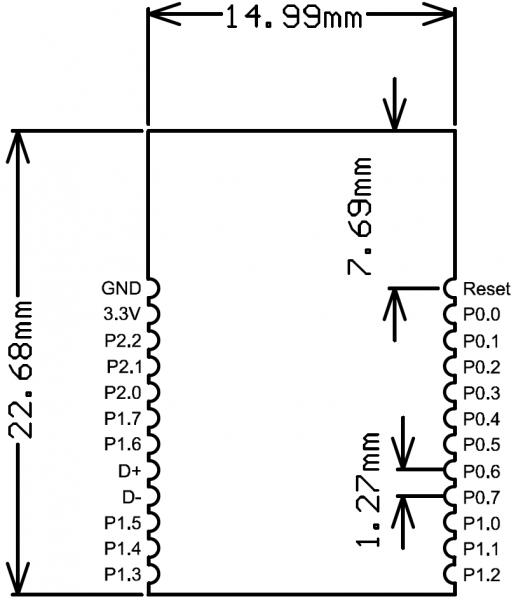 14.99mm
7.69mm
22.68mm
1.27mm
GND
3.3V
P2.2
P2.1
P2.0
P1.7
P1.6
D+
D-
P1.5
P1.4
P1.3
Reset
P0.0
P0.1
P0.2
P0.3
P0.4
P0.5
P0.6
P0.7
P1.0
P1.1
P1.2